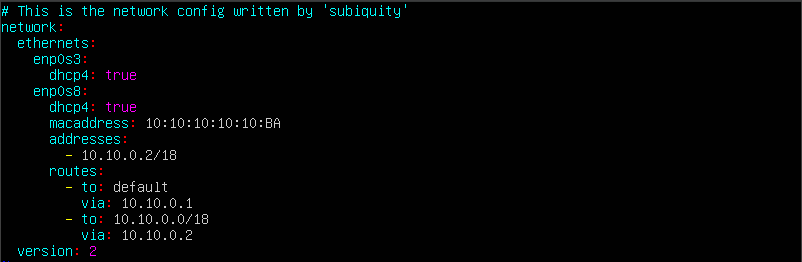 # This is the network config written by 'subiquity'
network:
  ethernets:
    enp0s3:
      dhcp4: true
    enp0s8:
      dhcp4: true
      macaddress: 10:10:10:10:10:BA
      addresses:
        - 10.10.0.2/18
      routes:
        - to: default
          via: 10.10.0.1
        - to: 10.10.0.0/18
          via: 10.10.0.2
  version: 2